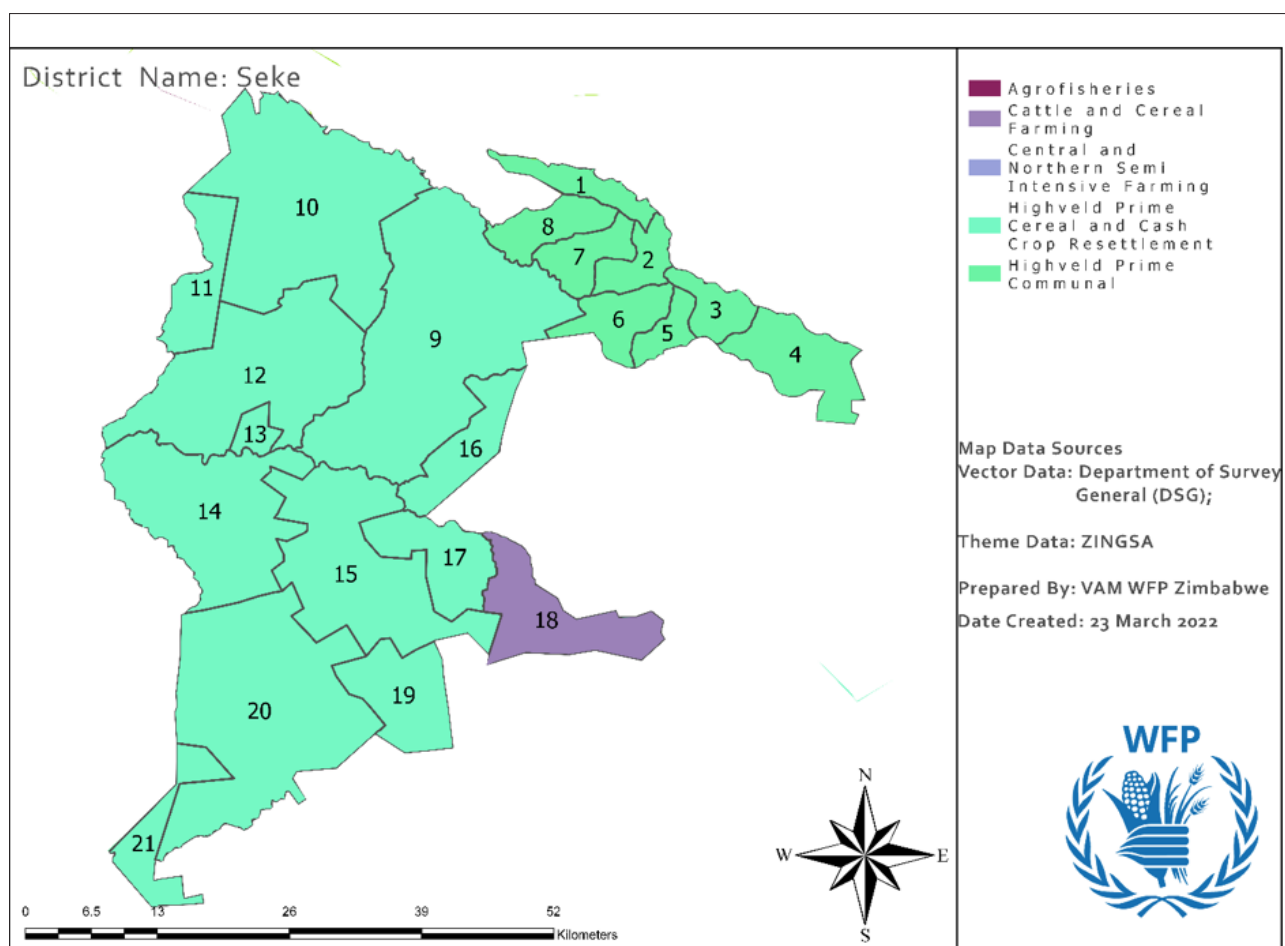 District Name: Seke
Agrofisheries
Cattle and Cereal
Farming
Central and
Northern Semi
Intensive Farming
Highveld Prime
Cereal and Cash
Crop Resettlement
Highveld Prime
Communal
1
10
8
7
2
11
3
6
5
9
4
12
13
16
14
17
15
18
19
20
21
Map Data Sources
Vector Data: Department of Survey
General (DSG);
Theme Data: ZINGSA
Prepared By: VAM WFP Zimbabwe
Date Created: 23 March 2022
WFP
N
W
E
S
0 6.5 13 26 39 52
Kilometers